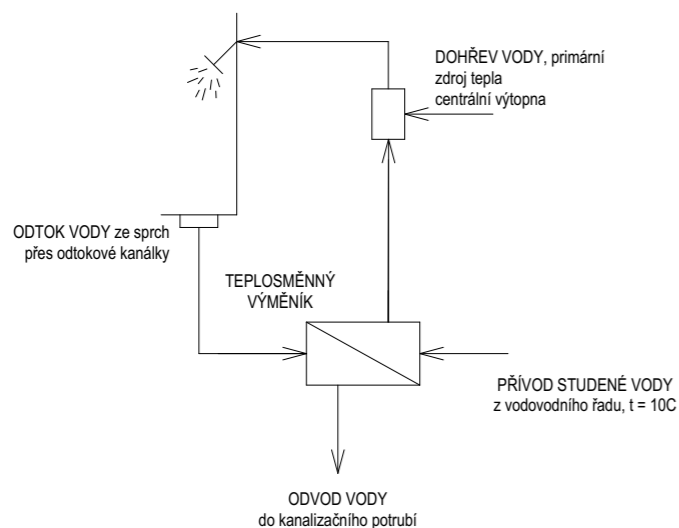 DOHŘEV VODY, primární
zdroj tepla
centrální výtopna
ODTOK VODY ze sprch
přes odtokové kanálky
TEPLOSMĚNNÝ
VÝMĚNÍK
PŘÍVOD STUDENÉ VODY
z vodovodního řadu, t = 10C
ODVOD VODY
do kanalizačního potrubí